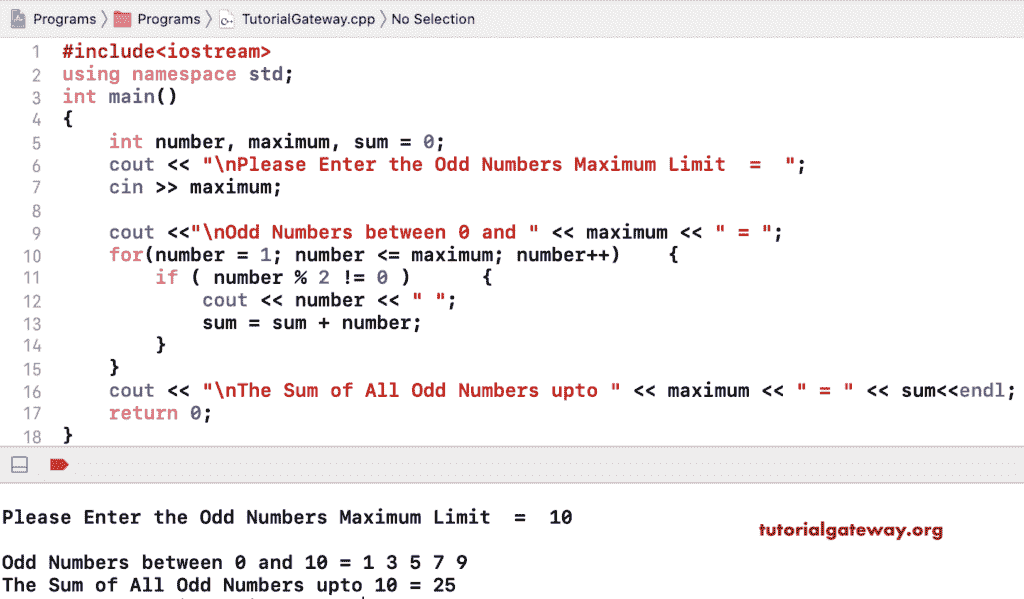 Programs 〉 Programs 〉 TutorialGateway.cpp 〉 No Selection
1 #include<iostream>
2 using namespace std;
3 int main()
4 {
5     int number, maximum, sum = 0;
6     cout << "\nPlease Enter the Odd Numbers Maximum Limit  =  ";
7     cin >> maximum;
8
9     cout <<"\nOdd Numbers between 0 and " << maximum << " = ";
10     for(number = 1; number <= maximum; number++)    {
11         if ( number % 2 != 0 )      {
12             cout << number << " ";
13             sum = sum + number;
14         }
15     }
16     cout << "\nThe Sum of All Odd Numbers upto " << maximum << " = " << sum<<endl;
17     return 0;
18 }
Please Enter the Odd Numbers Maximum Limit  =  10
tutorialgateway.org
Odd Numbers between 0 and 10 = 1 3 5 7 9
The Sum of All Odd Numbers upto 10 = 25